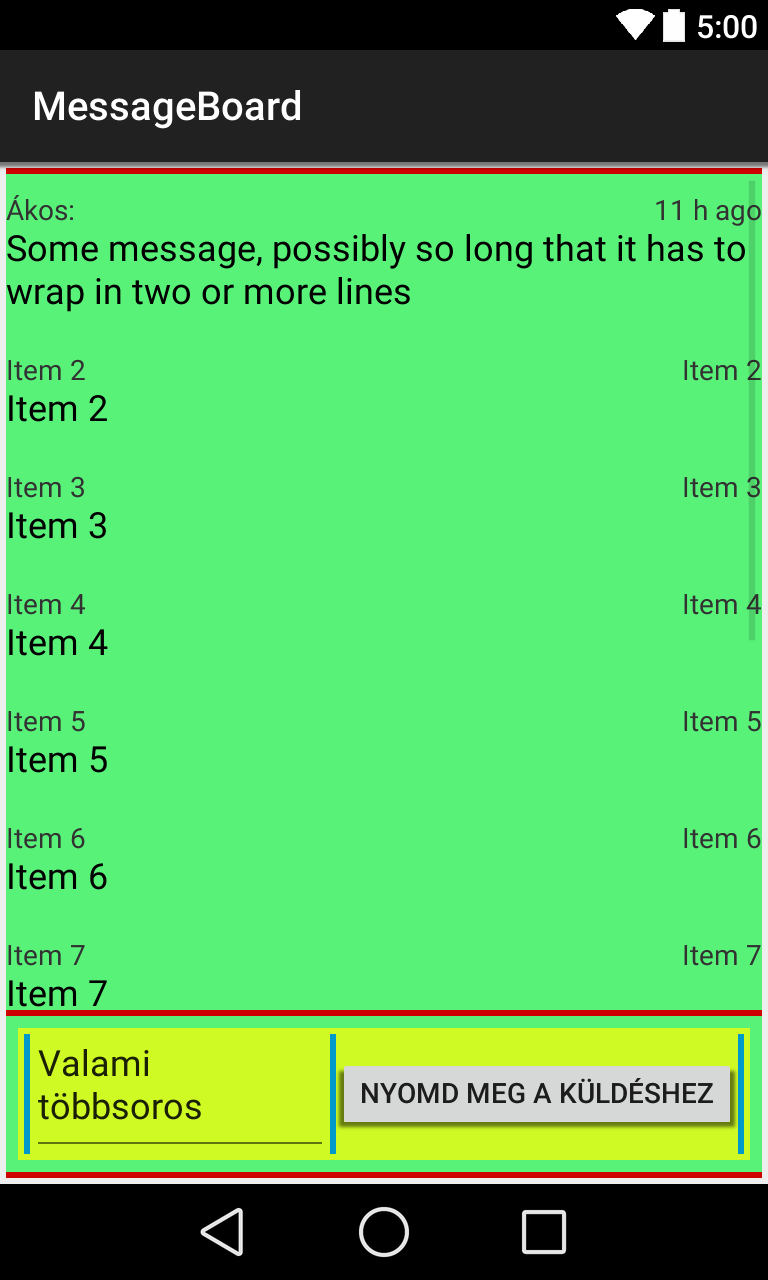 5:00
MessageBoard
Ákos: 11 h ago
Some message, possibly so long that it has to
wrap in two or more lines
Item 2 Item 2
Item 2
Item 3 Item 3
Item 3
Item 4 Item 4
Item 4
Item 5 Item 5
Item 5
Item 6 Item 6
Item 6
Item 7 Item 7
Item 7
Valami
többsoros
NYOMD MEG A KÜLDÉSHEZ